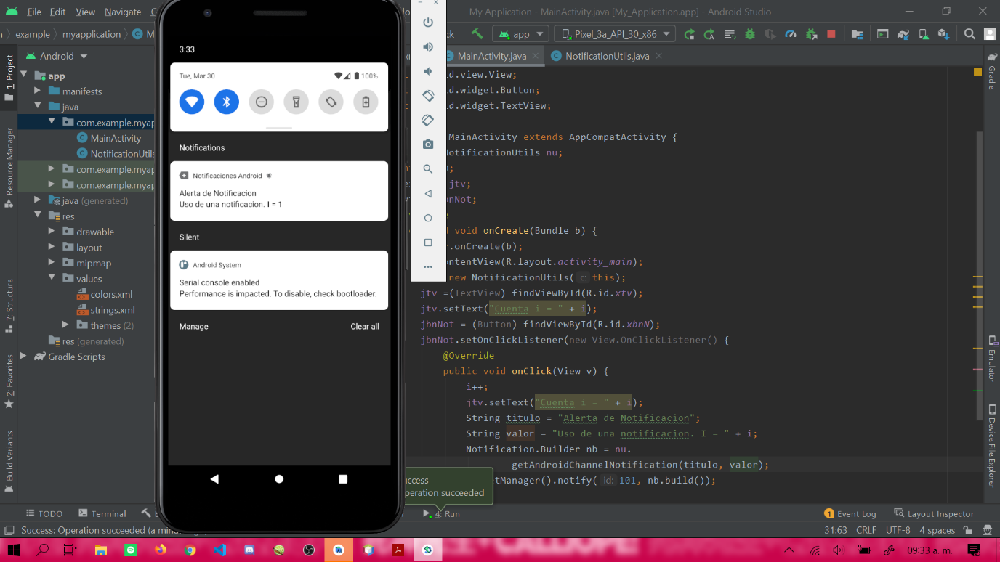 File Edit View Navigate
My Application - MainActivity.java [My_Application.app] - Android Studio
example myapplication
app
Pixel_3a_API_30_x86
Android
app
manifests
java
com.example.myap
MainActivity
NotificationUtils
com.example.myap
com.example.myap
java (generated)
res
drawable
layout
mipmap
values
colors.xml
strings.xml
themes (2)
res (generated)
Gradle Scripts
1: Project
Resource Manager
7: Structure
2: Favorites
Build Variants
3:33
Tue, Mar 30
100%
Notifications
Notificaciones Android
Alerta de Notificacion
Uso de una notificacion. I = 1
Silent
Android System
Serial console enabled
Performance is impacted. To disable, check bootloader.
Manage Clear all
MainActivity.java
NotificationUtils.java
d.view.View;
d.widget.Button;
d.widget.TextView;
MainActivity extends AppCompatActivity {
NotificationUtils nu;
jtv;
onNot;
void onCreate(Bundle b) {
.onCreate(b);
ontentView(R.layout.activity_main);
new NotificationUtils( c: this);
jtv =(TextView) findViewById(R.id.xtv);
jtv.setText("Cuenta i = " + i);
jbnNot = (Button) findViewById(R.id.xbnN);
jbnNot.setOnClickListener(new View.OnClickListener() {
@Override
public void onClick(View v) {
i++;
jtv.setText("Cuenta i = " + i);
String titulo = "Alerta de Notificacion";
String valor = "Uso de una notificacion. I = " + i;
Notification.Builder nb = nu.
getAndroidChannelNotification(titulo, valor);
tManager().notify( id: 101, nb.build());
uccess
peration succeeded
Gradle
Emulator
Device File Explorer
TODO
Terminal
4: Run
1 Event Log
Layout Inspector
Success: Operation succeeded (a min
31:63 CRLF UTF-8 4 spaces
09:33 a. m.